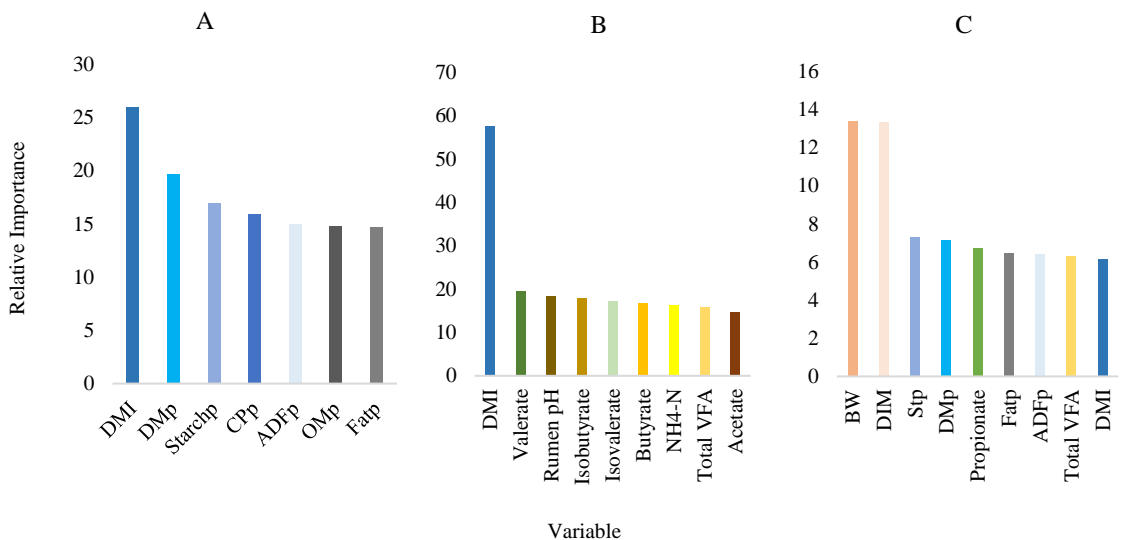 A
B
C
Relative Importance
30
25
20
15
10
5
0
DMI
DMp
Starchp
CPp
ADFp
OMp
Fatp
70
60
50
40
30
20
10
0
DMI
Valerate
Rumen pH
Isobutyrate
Isovalerate
Butyrate
NH4-N
Total VFA
Acetate
16
14
12
10
8
6
4
2
0
BW
DIM
Stp
DMp
Propionate
Fatp
ADFp
Total VFA
DMI
Variable